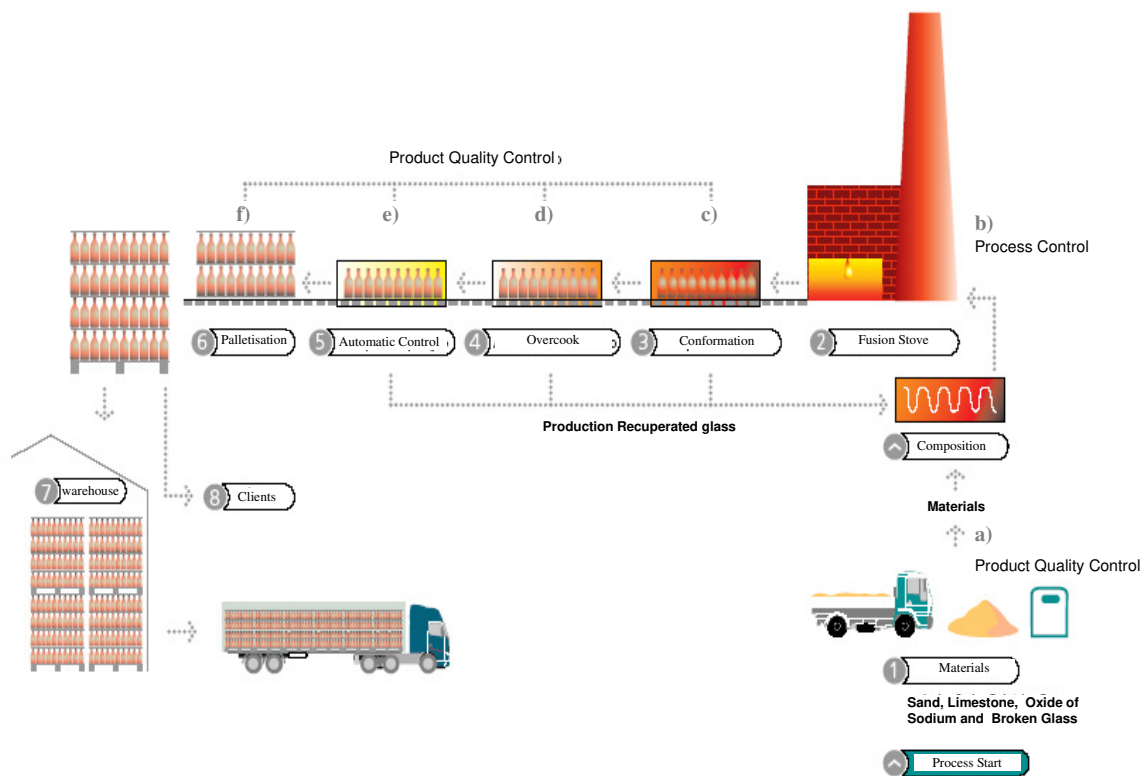 Product Quality Control
f)
e)
d)
c)
b)
Process Control
6 Palletisation
5 Automatic Control
4 Overcook
3 Conformation
2 Fusion Stove
Production Recuperated glass
Composition
7 warehouse
8 Clients
Materials
a)
Product Quality Control
1 Materials
Sand, Limestone, Oxide of
Sodium and Broken Glass
Process Start